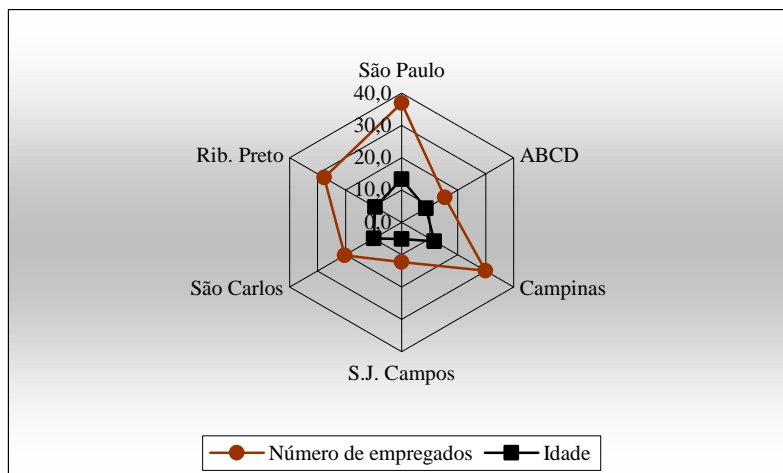 São Paulo
40,0
30,0
Rib. Preto
ABCD
20,0
10,0
0,0
São Carlos
Campinas
S.J. Campos
Número de empregados
Idade